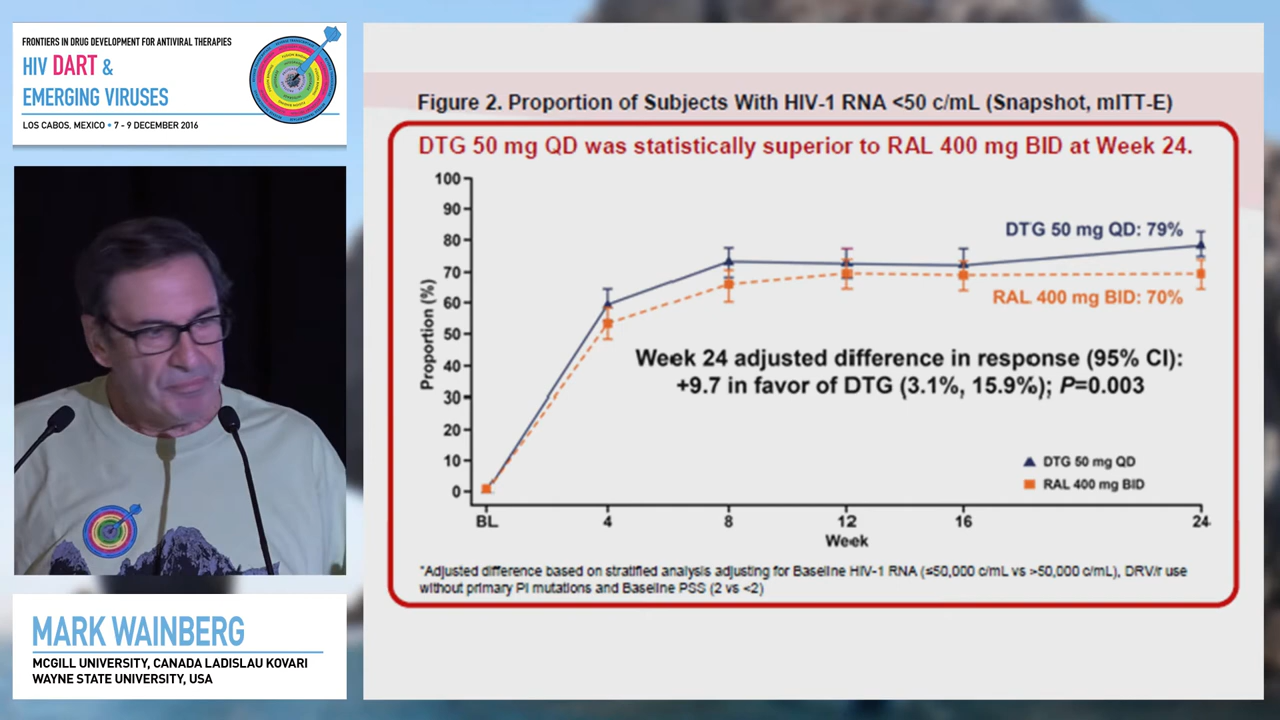 FRONTIERS IN DRUG DEVELOPMENT FOR ANTIVIRAL THERAPIES
HIV DART &
EMERGING VIRUSES
LOS CABOS, MEXICO • 7 - 9 DECEMBER 2016
MARK WAINBERG
MCGILL UNIVERSITY, CANADA LADISLAU KOVARI
WAYNE STATE UNIVERSITY, USA
Figure 2. Proportion of Subjects With HIV-1 RNA <50 c/mL (Snapshot, mITT-E)
DTG 50 mg QD was statistically superior to RAL 400 mg BID at Week 24.
Proportion (%)
100
90
80
70
60
50
40
30
20
10
0
DTG 50 mg QD: 79%
RAL 400 mg BID: 70%
Week 24 adjusted difference in response (95% CI):
+9.7 in favor of DTG (3.1%, 15.9%); P=0.003
DTG 50 mg QD
RAL 400 mg BID
BL 4 8 12 16 24
Week
*Adjusted difference based on stratified analysis adjusting for Baseline HIV-1 RNA (≤50,000 c/mL vs >50,000 c/mL), DRV/r use
without primary PI mutations and Baseline PSS (2 vs <2)